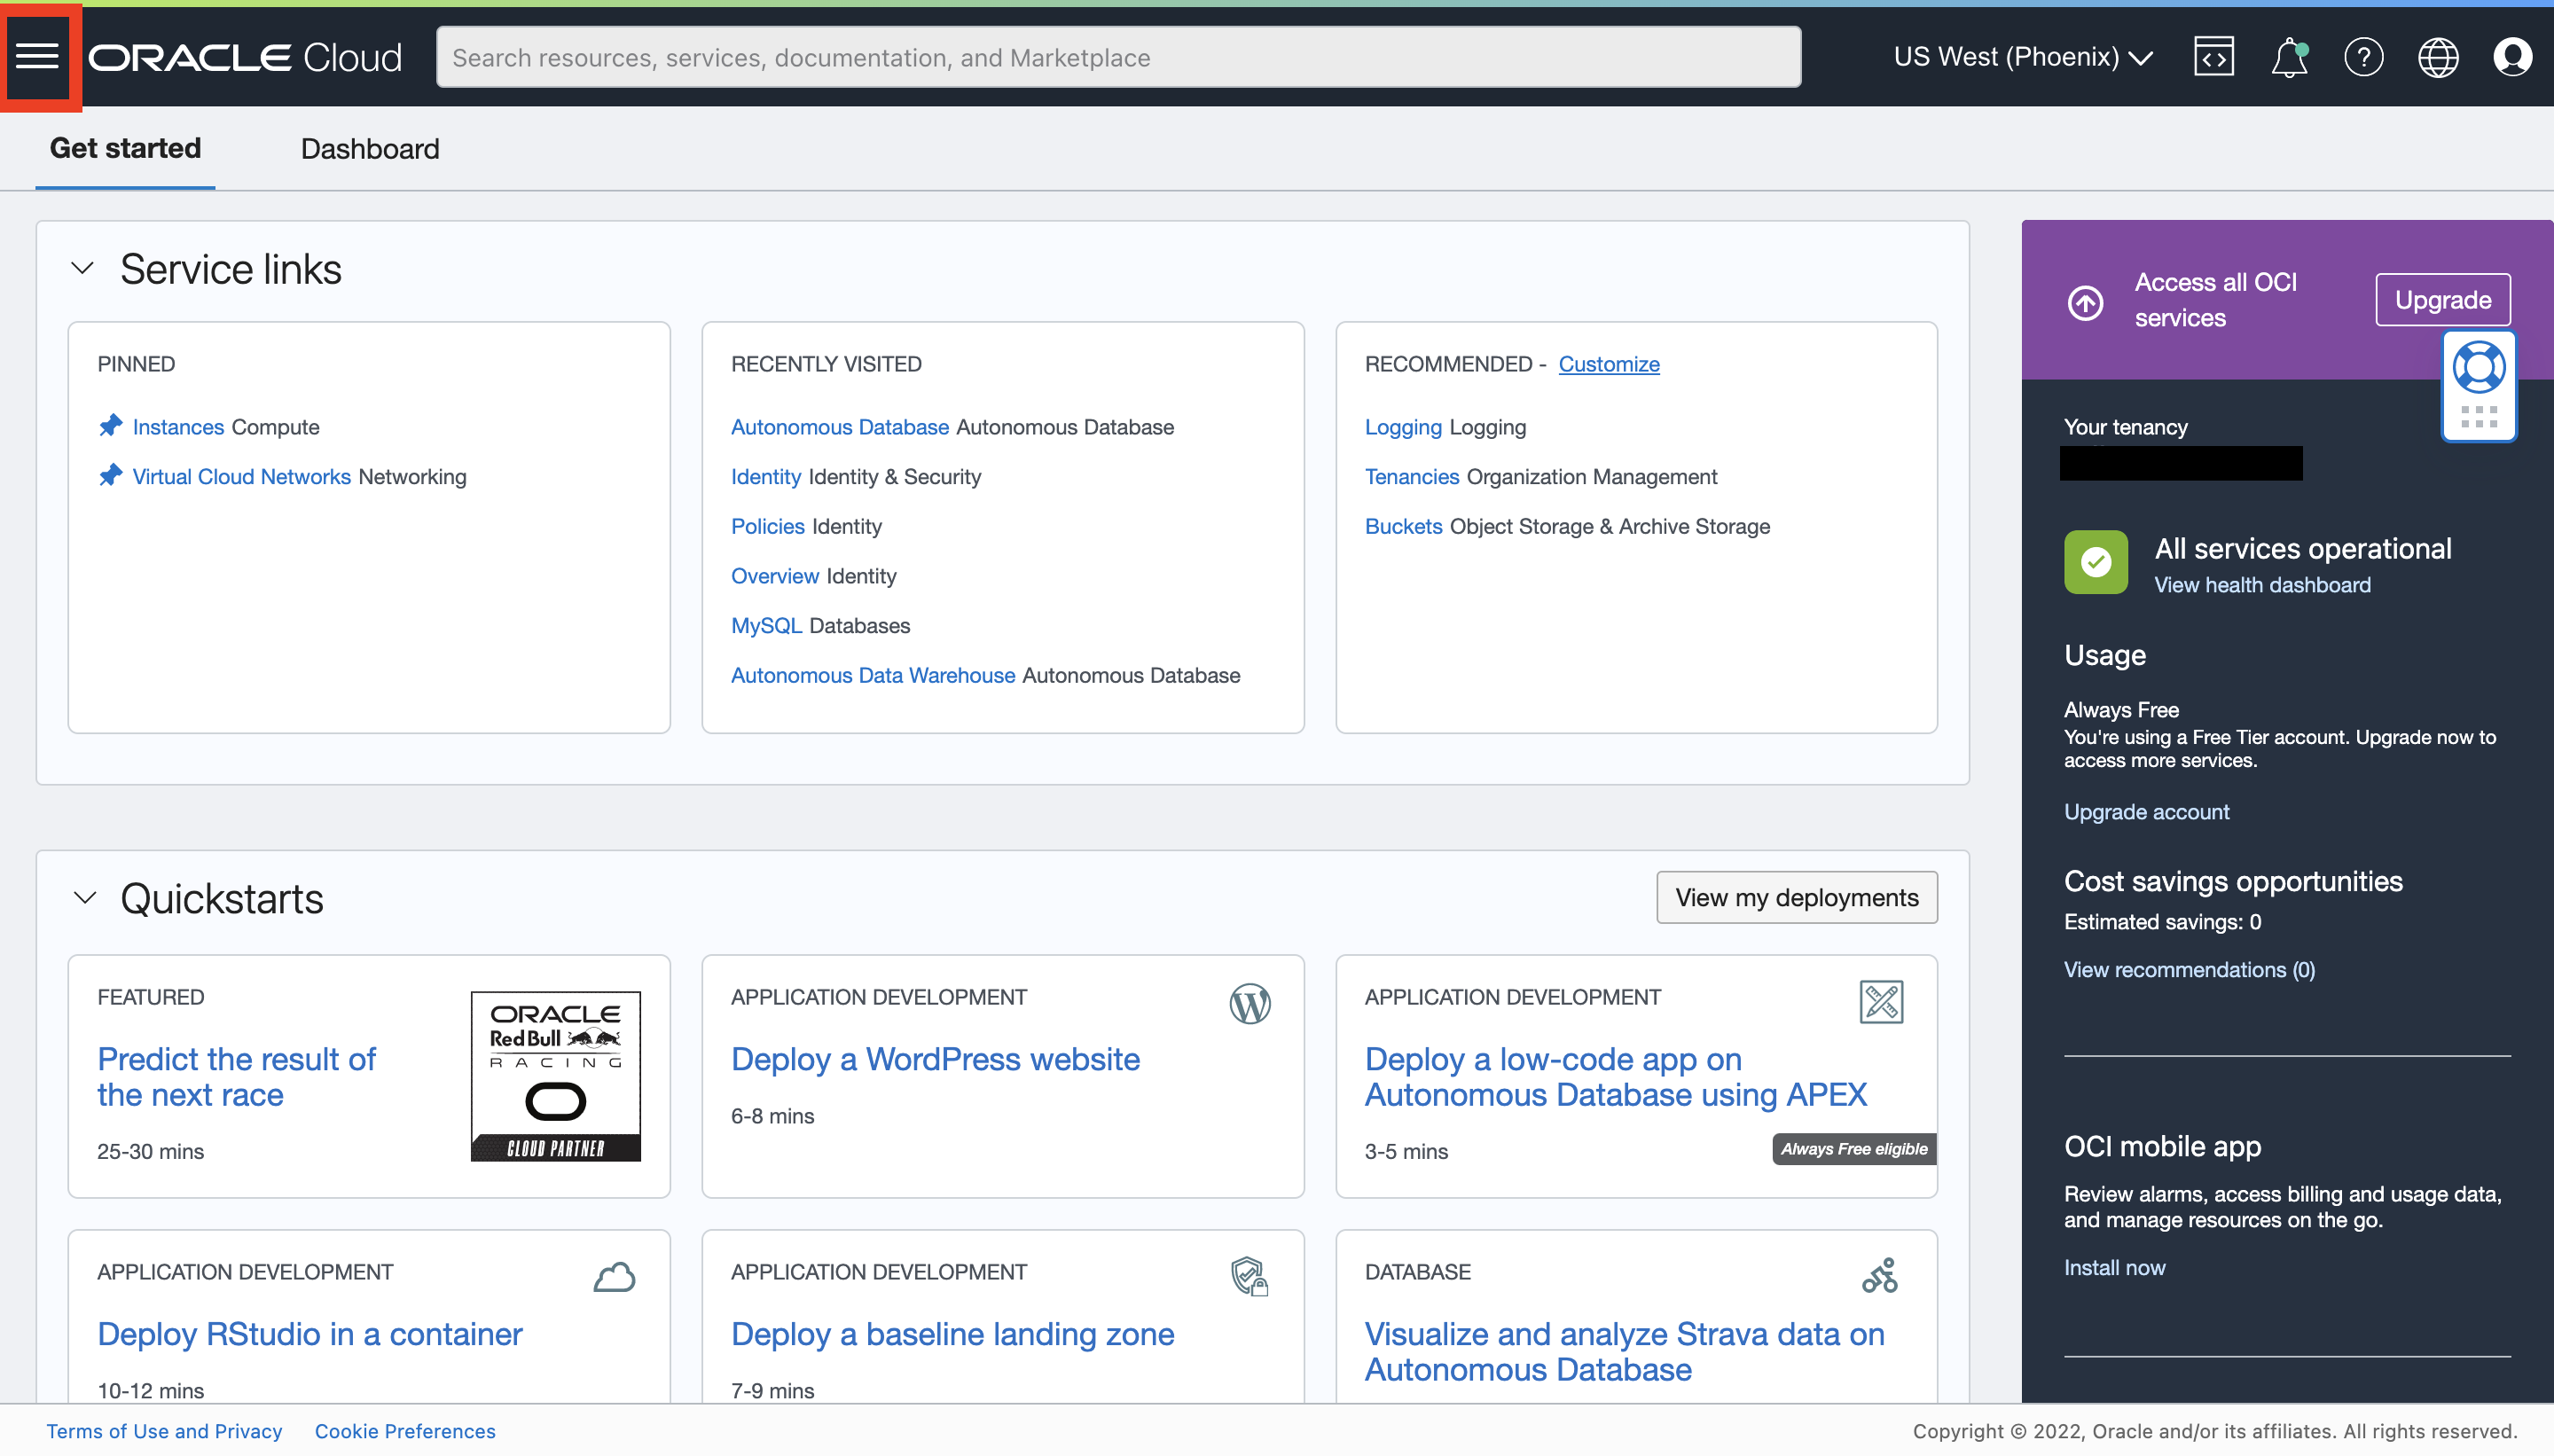 ORACLE Cloud
Search resources, services, documentation, and Marketplace
US West (Phoenix)
Get started
Dashboard
Service links
PINNED
Instances Compute
Virtual Cloud Networks Networking
RECENTLY VISITED
Autonomous Database Autonomous Database
Identity Identity & Security
Policies Identity
Overview Identity
MySQL Databases
Autonomous Data Warehouse Autonomous Database
RECOMMENDED - Customize
Logging Logging
Tenancies Organization Management
Buckets Object Storage & Archive Storage
Access all OCI
services
Upgrade
Your tenancy
All services operational
View health dashboard
Usage
Always Free
You're using a Free Tier account. Upgrade now to
access more services.
Upgrade account
Cost savings opportunities
Estimated savings: 0
View recommendations (0)
OCI mobile app
Review alarms, access billing and usage data,
and manage resources on the go.
Install now
Quickstarts
View my deployments
FEATURED
Predict the result of
the next race
25-30 mins
ORACLE
Red Bull
RACING
CLOUD PARTNER
APPLICATION DEVELOPMENT
Deploy a WordPress website
6-8 mins
APPLICATION DEVELOPMENT
Deploy a low-code app on
Autonomous Database using APEX
3-5 mins
Always Free eligible
APPLICATION DEVELOPMENT
Deploy RStudio in a container
10-12 mins
APPLICATION DEVELOPMENT
Deploy a baseline landing zone
7-9 mins
DATABASE
Visualize and analyze Strava data on
Autonomous Database
Terms of Use and Privacy
Cookie Preferences
Copyright © 2022, Oracle and/or its affiliates. All rights reserved.